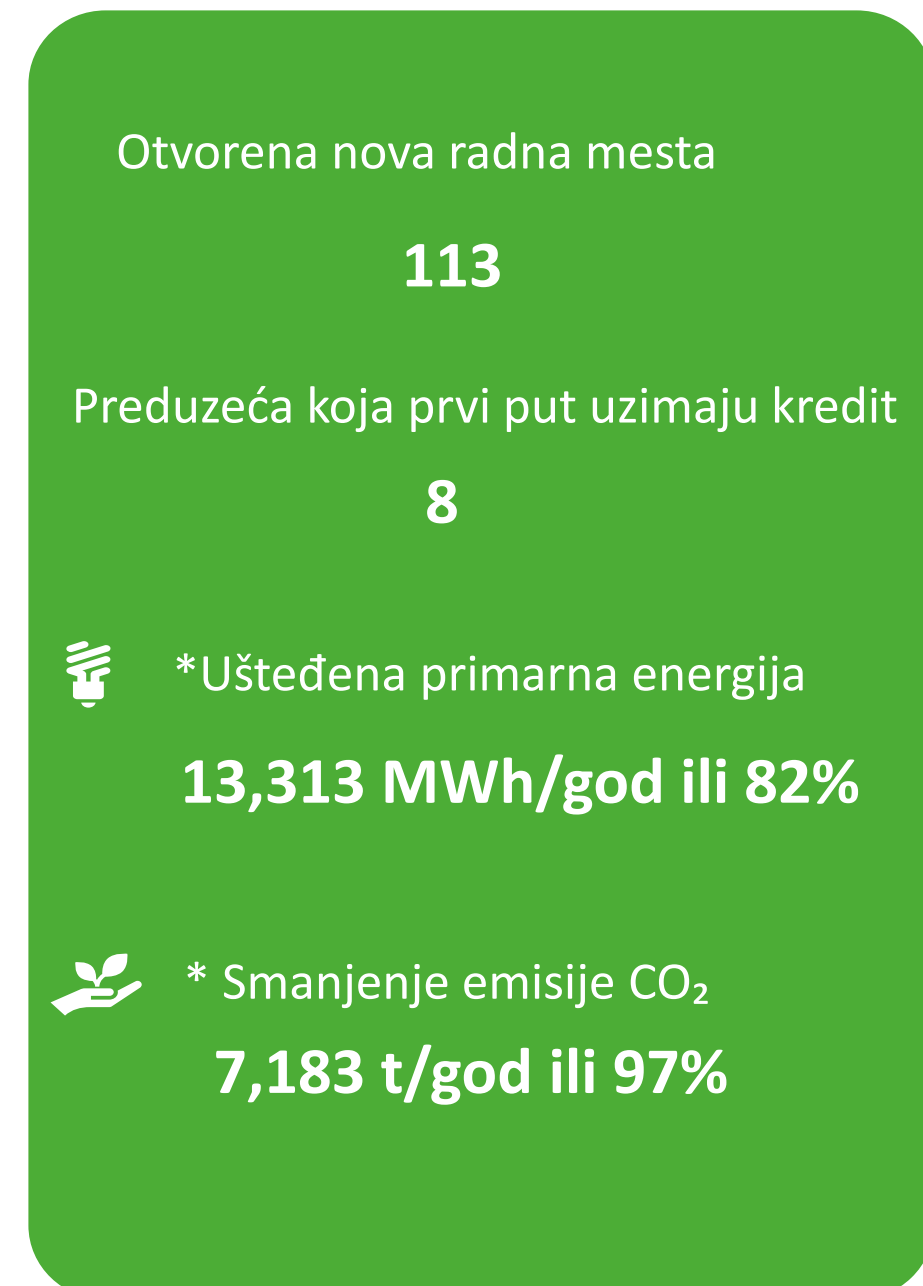 Otvorena nova radna mesta
113
Preduzeća koja prvi put uzimaju kredit
8
*Ušteđena primarna energija
13,313 MWh/god ili 82%
* Smanjenje emisije CO₂
7,183 t/god ili 97%